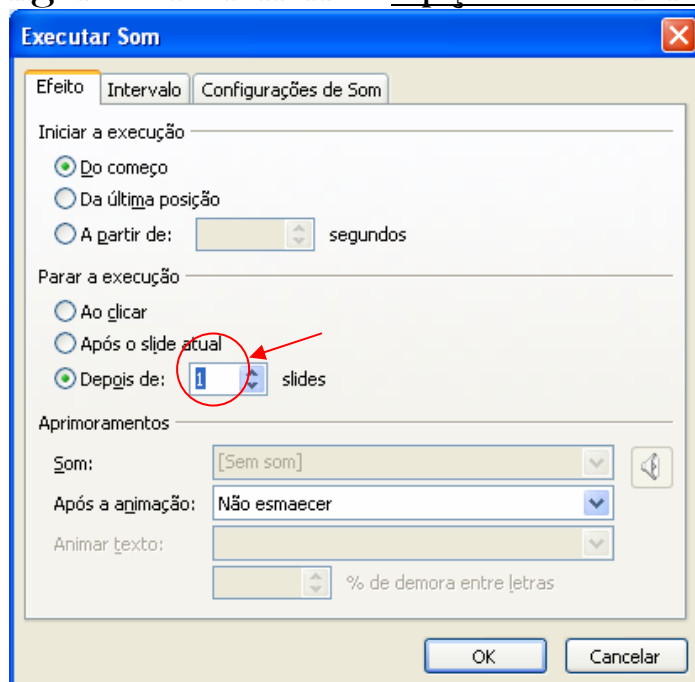 Executar Som
Efeito Intervalo Configurações de Som
Iniciar a execução
Do começo
Da última posição
A partir de: segundos
Parar a execução
Ao clicar
Após o slide atual
Depois de: 1 slides
Aprimoramentos
Som: [Sem som]
Após a animação: Não esmaecer
Animar texto:
% de demora entre letras
OK Cancelar